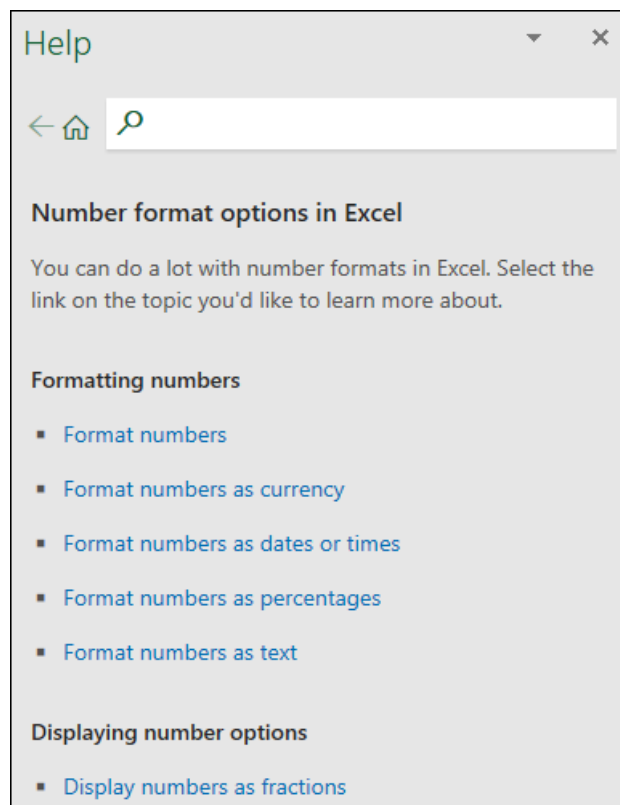 Help
Number format options in Excel
You can do a lot with number formats in Excel. Select the
link on the topic you'd like to learn more about.
Formatting numbers
Format numbers
Format numbers as currency
Format numbers as dates or times
Format numbers as percentages
Format numbers as text
Displaying number options
Display numbers as fractions